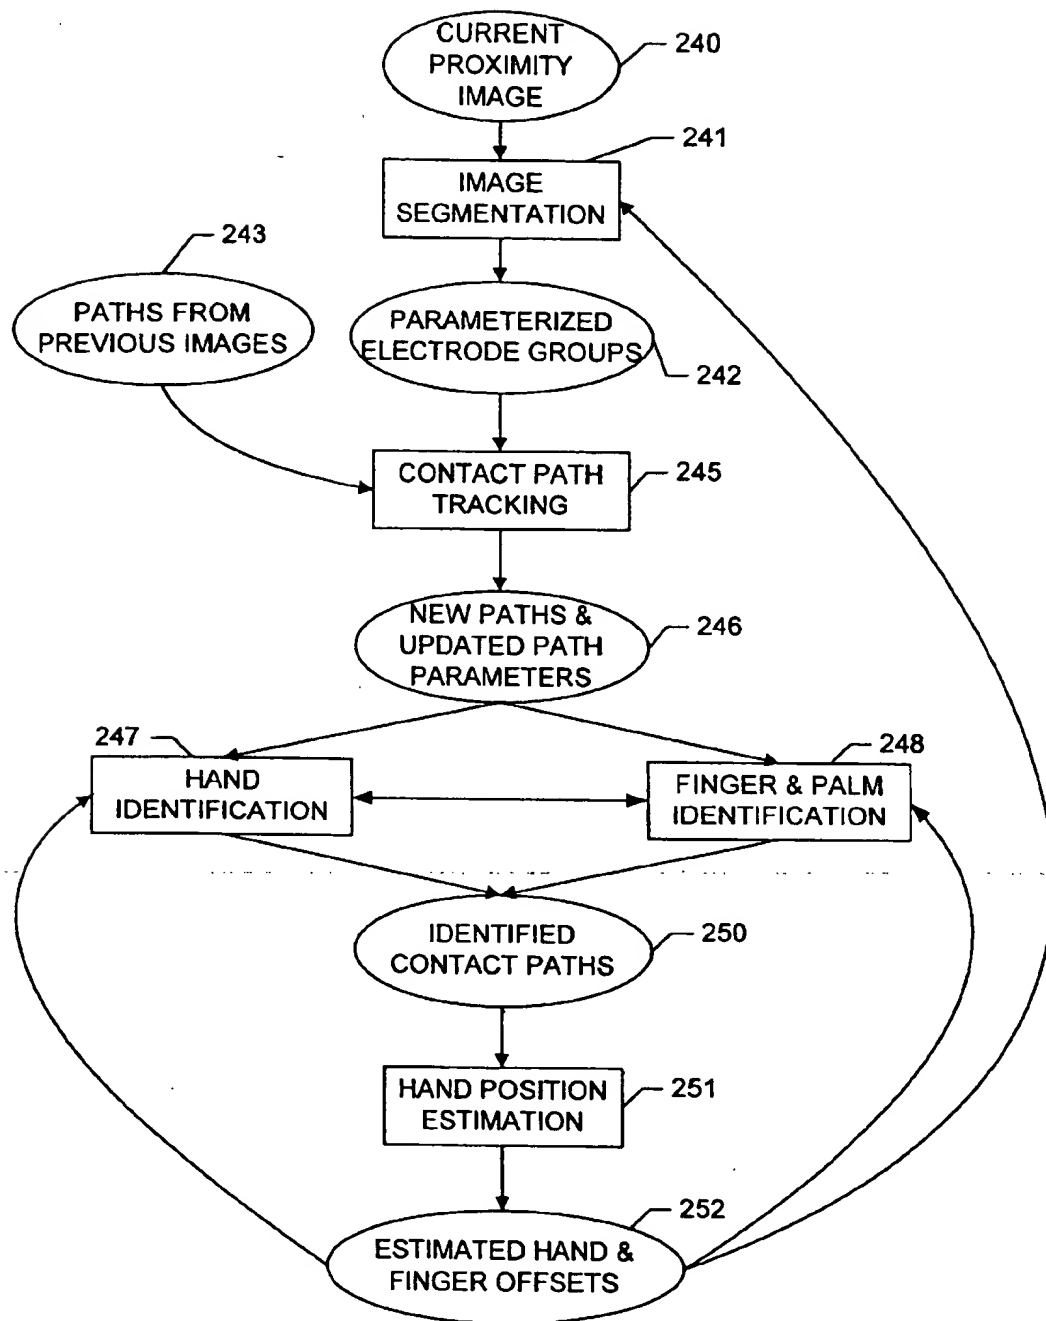 CURRENT
PROXIMITY
IMAGE
240
241
IMAGE
SEGMENTATION
243
PATHS FROM
PREVIOUS IMAGES
PARAMETERIZED
ELECTRODE GROUPS
242
CONTACT PATH
TRACKING
245
NEW PATHS &
UPDATED PATH
PARAMETERS
246
247
HAND
IDENTIFICATION
248
FINGER & PALM
IDENTIFICATION
IDENTIFIED
CONTACT PATHS
250
HAND POSITION
ESTIMATION
251
252
ESTIMATED HAND &
FINGER OFFSETS